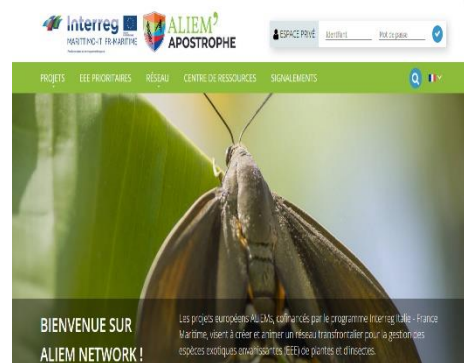 Interreg
MARITTIMO-IT FR-MARITIME
ALIEM'
APOSTROPHE
ESPACE PRIVÉ
Identifiant
Mot de passe
PROJETS
EEE PRIORITAIRES
RÉSEAU
CENTRE DE RESSOURCES
SIGNALEMENTS
BIENVENUE SUR
ALIEM NETWORK !
Les projets européens ALIEMs, cofinancés par le programme Interreg Italie - France
Maritime, visent à créer et animer un réseau transfrontalier pour la gestion des
espèces exotiques envahissantes (EEE) de plantes et d'insectes.